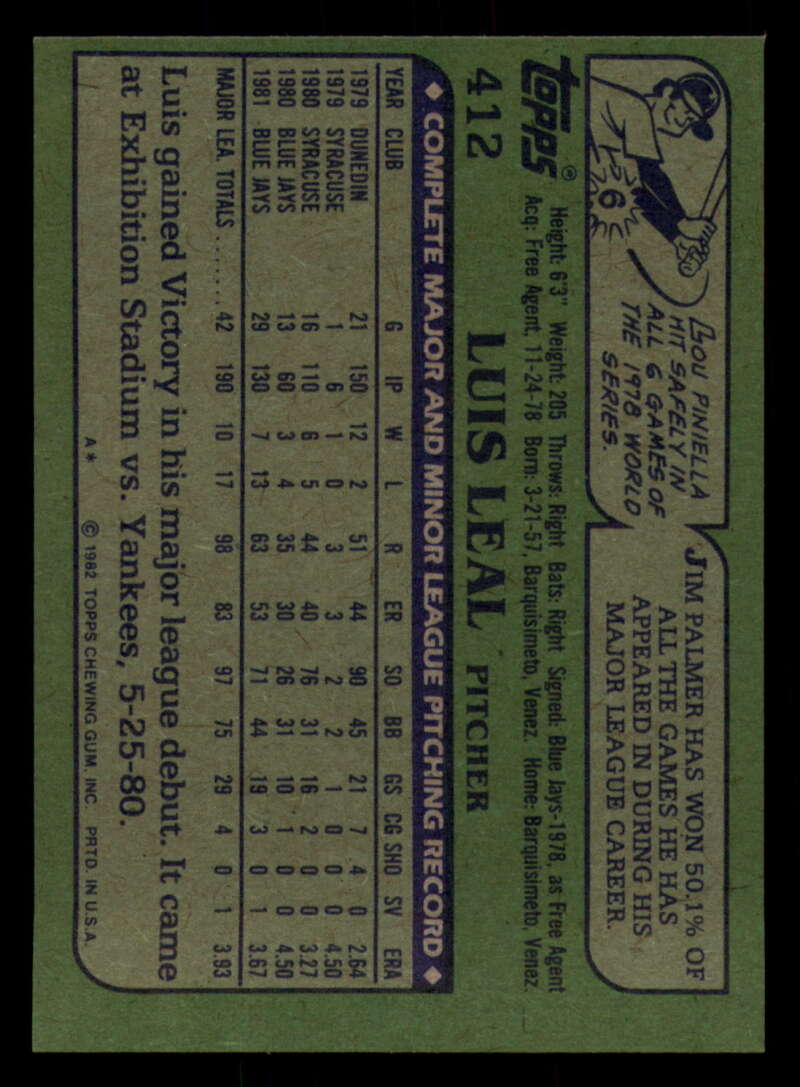 6
LOU PINIELLA
HIT SAFELY IN
ALL 6 GAMES OF
THE 1978 WORLD
SERIES.
JIM PALMER HAS WON 50.1% OF
ALL THE GAMES HE HAS
APPEARED IN DURING HIS
MAJOR LEAGUE CAREER.
topps®
Height: 6'3" Weight: 205 Throws: Right Bats: Right Signed: Blue Jays-1978, as Free Agent
Acq: Free Agent, 11-24-78 Born: 3-21-57, Barquisimeto, Venez. Home: Barquisimeto, Venez.
412 LUIS LEAL PITCHER
◆ COMPLETE MAJOR AND MINOR LEAGUE PITCHING RECORD ◆
YEAR CLUB G IP W L R ER SO BB GS CG SHO SV ERA
1979 DUNEDIN 21 150 12 2 51 44 90 45 21 7 4 0 2.64
1979 SYRACUSE 1 6 1 0 3 3 2 2 1 0 0 0 4.50
1980 SYRACUSE 16 110 6 5 44 40 76 31 16 2 0 0 3.27
1980 BLUE JAYS 13 60 3 4 35 30 26 31 10 1 0 0 4.50
1981 BLUE JAYS 29 130 7 13 63 53 71 44 19 3 0 1 3.67
MAJOR LEA. TOTALS ....... 42 190 10 17 98 83 97 75 29 4 0 1 3.93
Luis gained Victory in his major league debut. It came
at Exhibition Stadium vs. Yankees, 5-25-80.
A* © 1982 TOPPS CHEWING GUM, INC. PRTD. IN U.S.A.